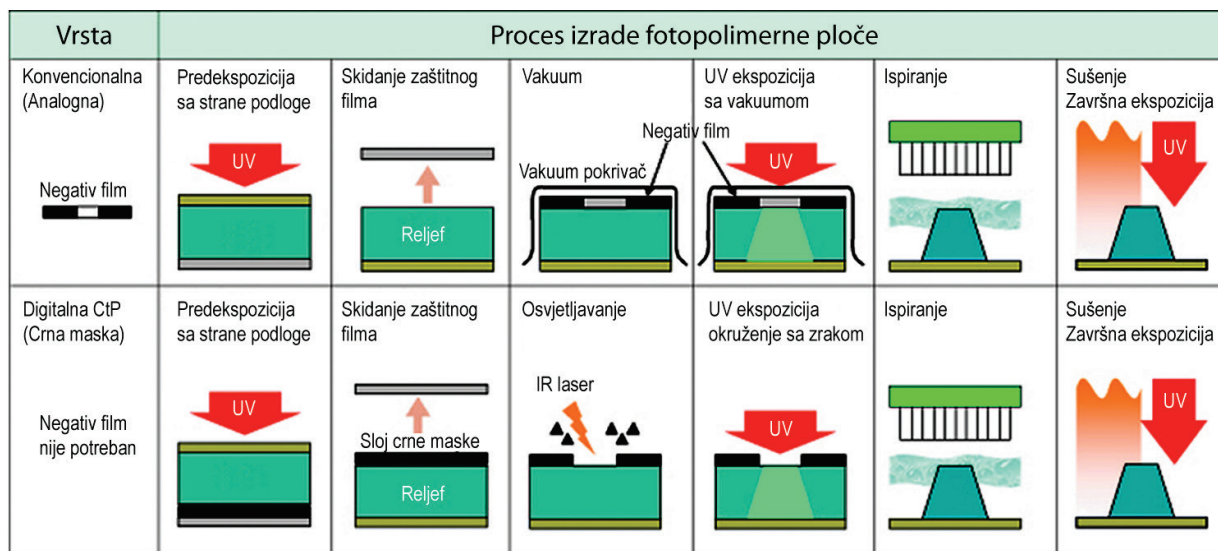 Vrsta
Proces izrade fotopolimerne ploče
Konvencionalna
(Analogna)
Negativ film
Predekspozicija
sa strane podloge
UV
Skidanje zaštitnog
filma
Reljef
Vakuum
Negativ film
Vakuum pokrivač
UV ekspozicija
sa vakuumom
UV
Ispiranje
Sušenje
Završna ekspozicija
UV
Digitalna CtP
(Crna maska)
Negativ film
nije potreban
Predekspozicija
sa strane podloge
UV
Skidanje zaštitnog
filma
Sloj crne maske
Reljef
Osvjetljavanje
IR laser
UV ekspozicija
okruženje sa zrakom
UV
Ispiranje
Sušenje
Završna ekspozicija
UV